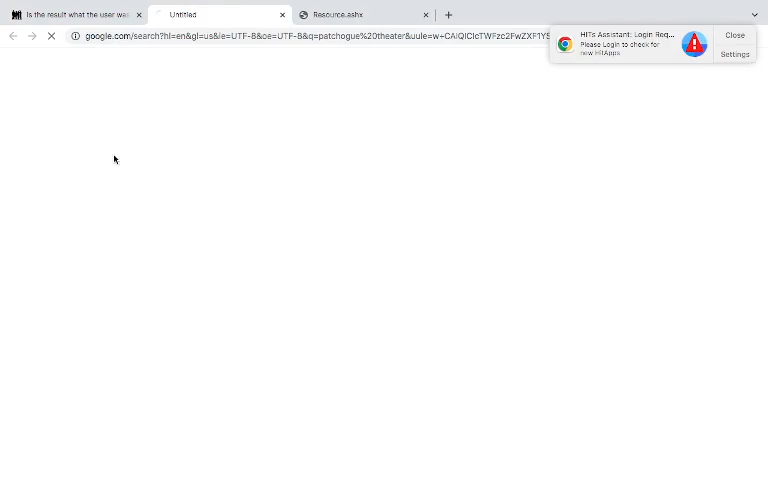 Is the result what the user was
Untitled
Resource.ashx
google.com/search?hl=en&gl=us&ie=UTF-8&oe=UTF-8&q=patchogue%20theater&uule=w+CAIQICIcTWFzc2FwZXF1YS
HITs Assistant: Login Req...
Please Login to check for
new HitApps
Close
Settings